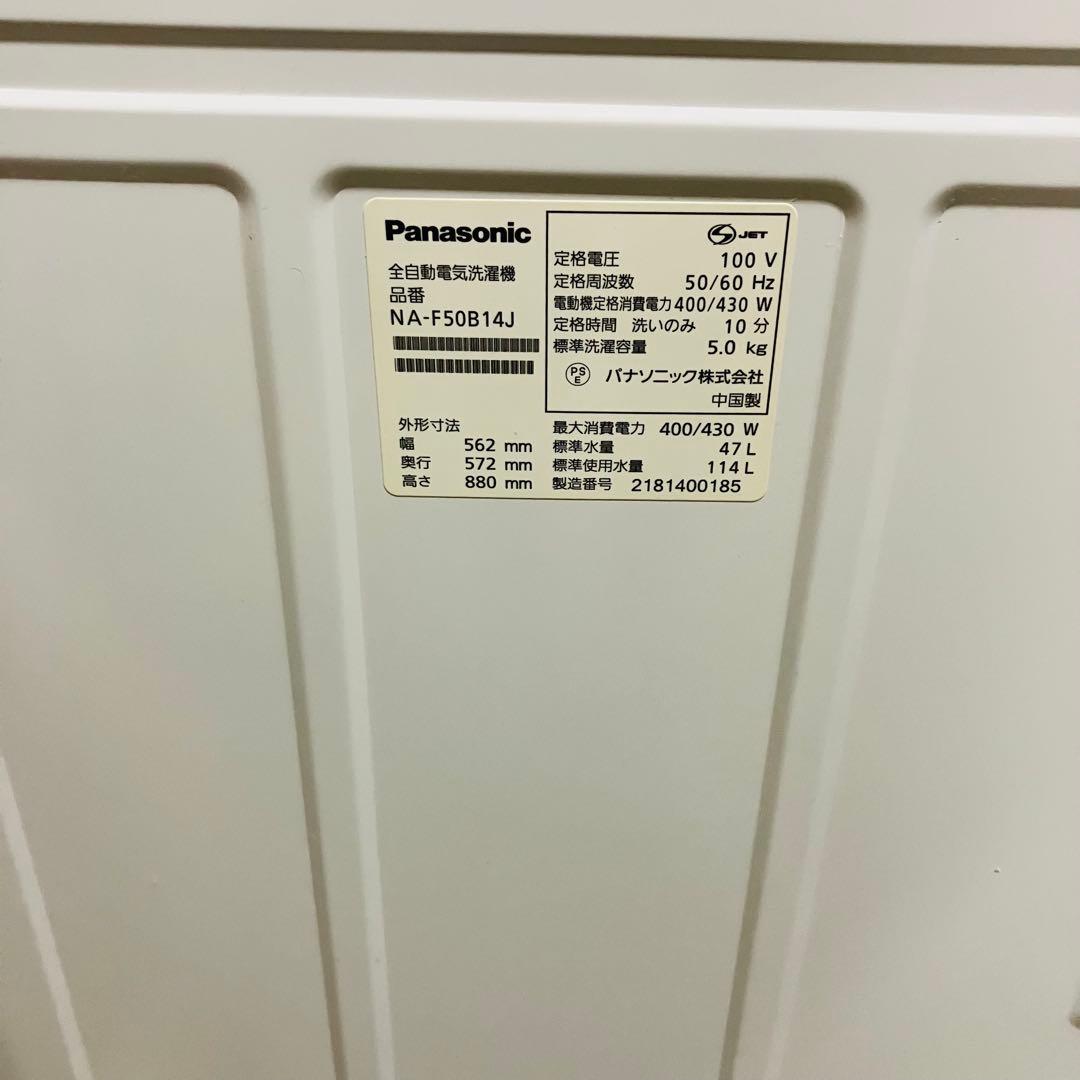 Panasonic
全自動電気洗濯機
品番
NA-F50B14J
JET
定格電圧 100 V
定格周波数 50/60 Hz
電動機定格消費電力 400/430 W
定格時間 洗いのみ 10 分
標準洗濯容量 5.0 kg
PS E パナソニック株式会社
中国製
外形寸法
幅 562 mm
奥行 572 mm
高さ 880 mm
最大消費電力 400/430 W
標準水量 47 L
標準使用水量 114 L
製造番号 2181400185